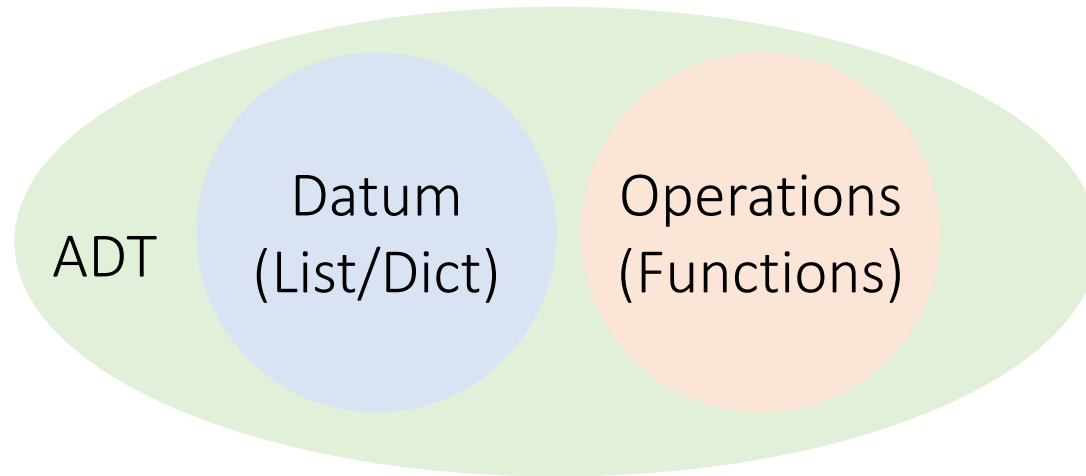 ADT
Datum
(List/Dict)
Operations
(Functions)